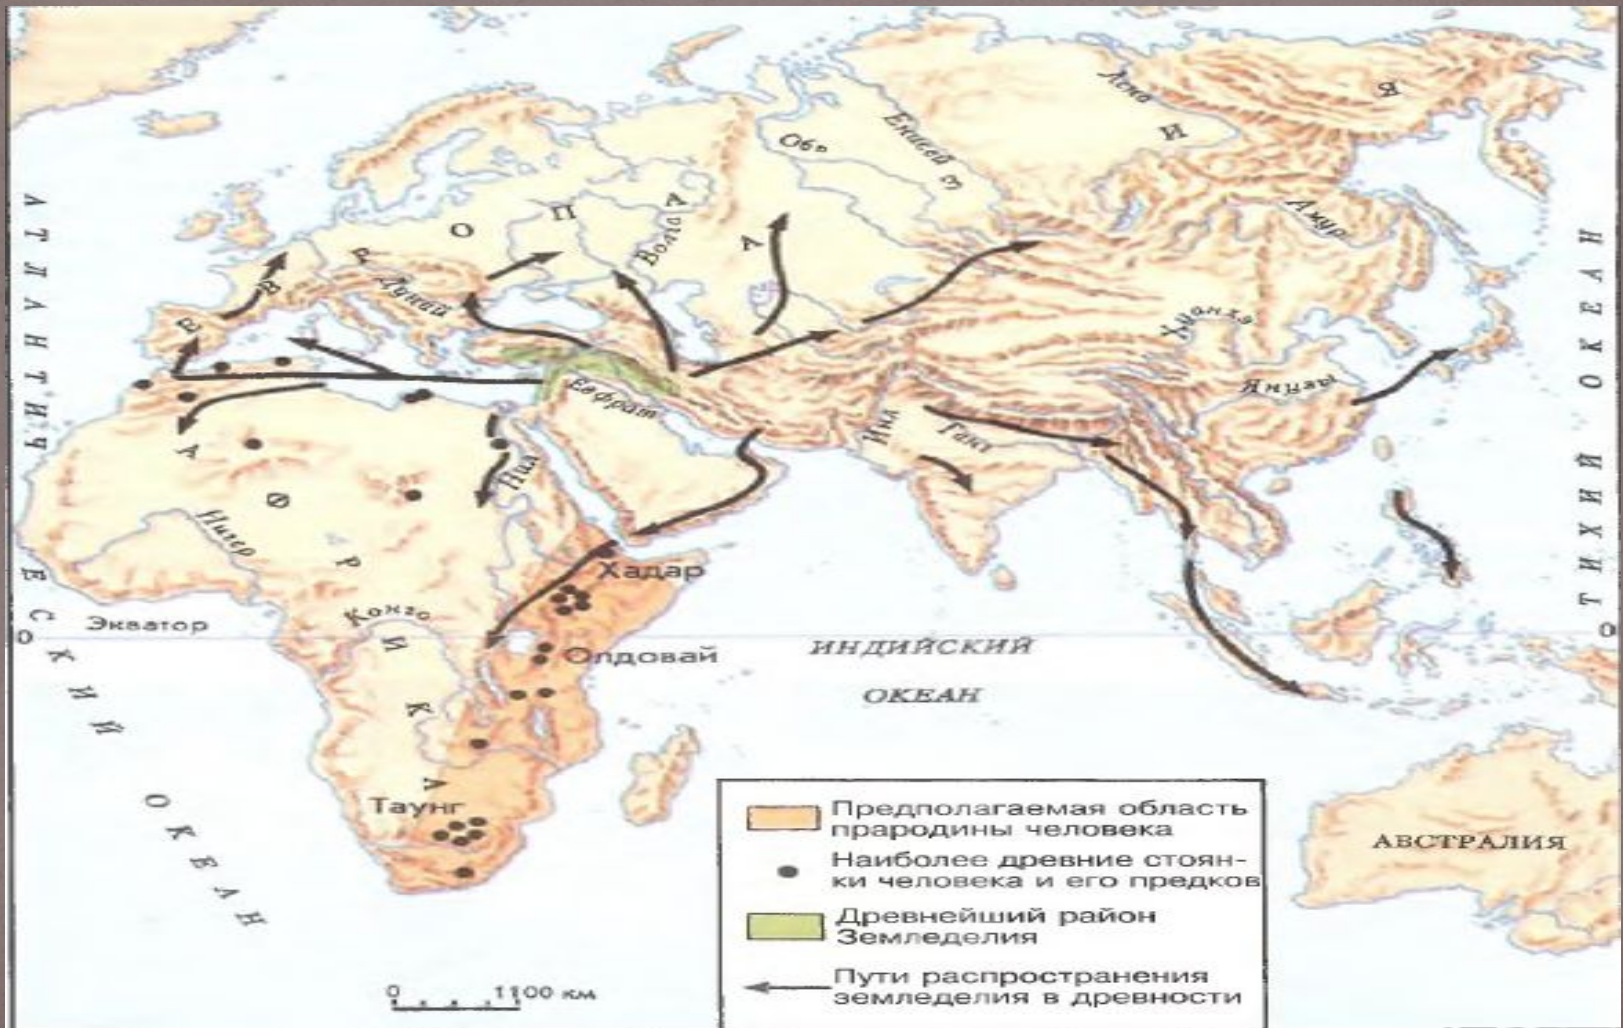 АТЛАНТИЧЕСКИЙ ОКЕАН
ТИХИЙ ОКЕАН
ИНДИЙСКИЙ
ОКЕАН
ЕВРОПА
АЗИЯ
АФРИКА
Лена
Енисей
Обь
Волга
Амур
Дунай
Хуанхэ
Янцзы
Евфрат
Инд
Ганг
Нил
Нигер
Конго
Хадар
Экватор
0
0
Олдовай
Таунг
АВСТРАЛИЯ
Предполагаемая область
прародины человека
Наиболее древние стоян-
ки человека и его предков
Древнейший район
Земледелия
Пути распространения
земледелия в древности
0 1100 км